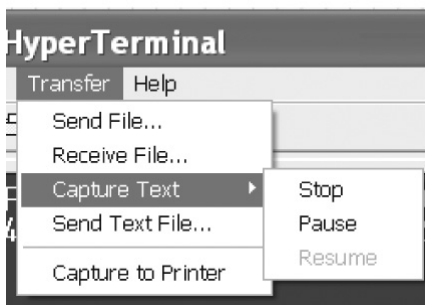 HyperTerminal
Transfer Help
Send File...
Receive File...
Capture Text
Stop
Send Text File...
Pause
Resume
Capture to Printer